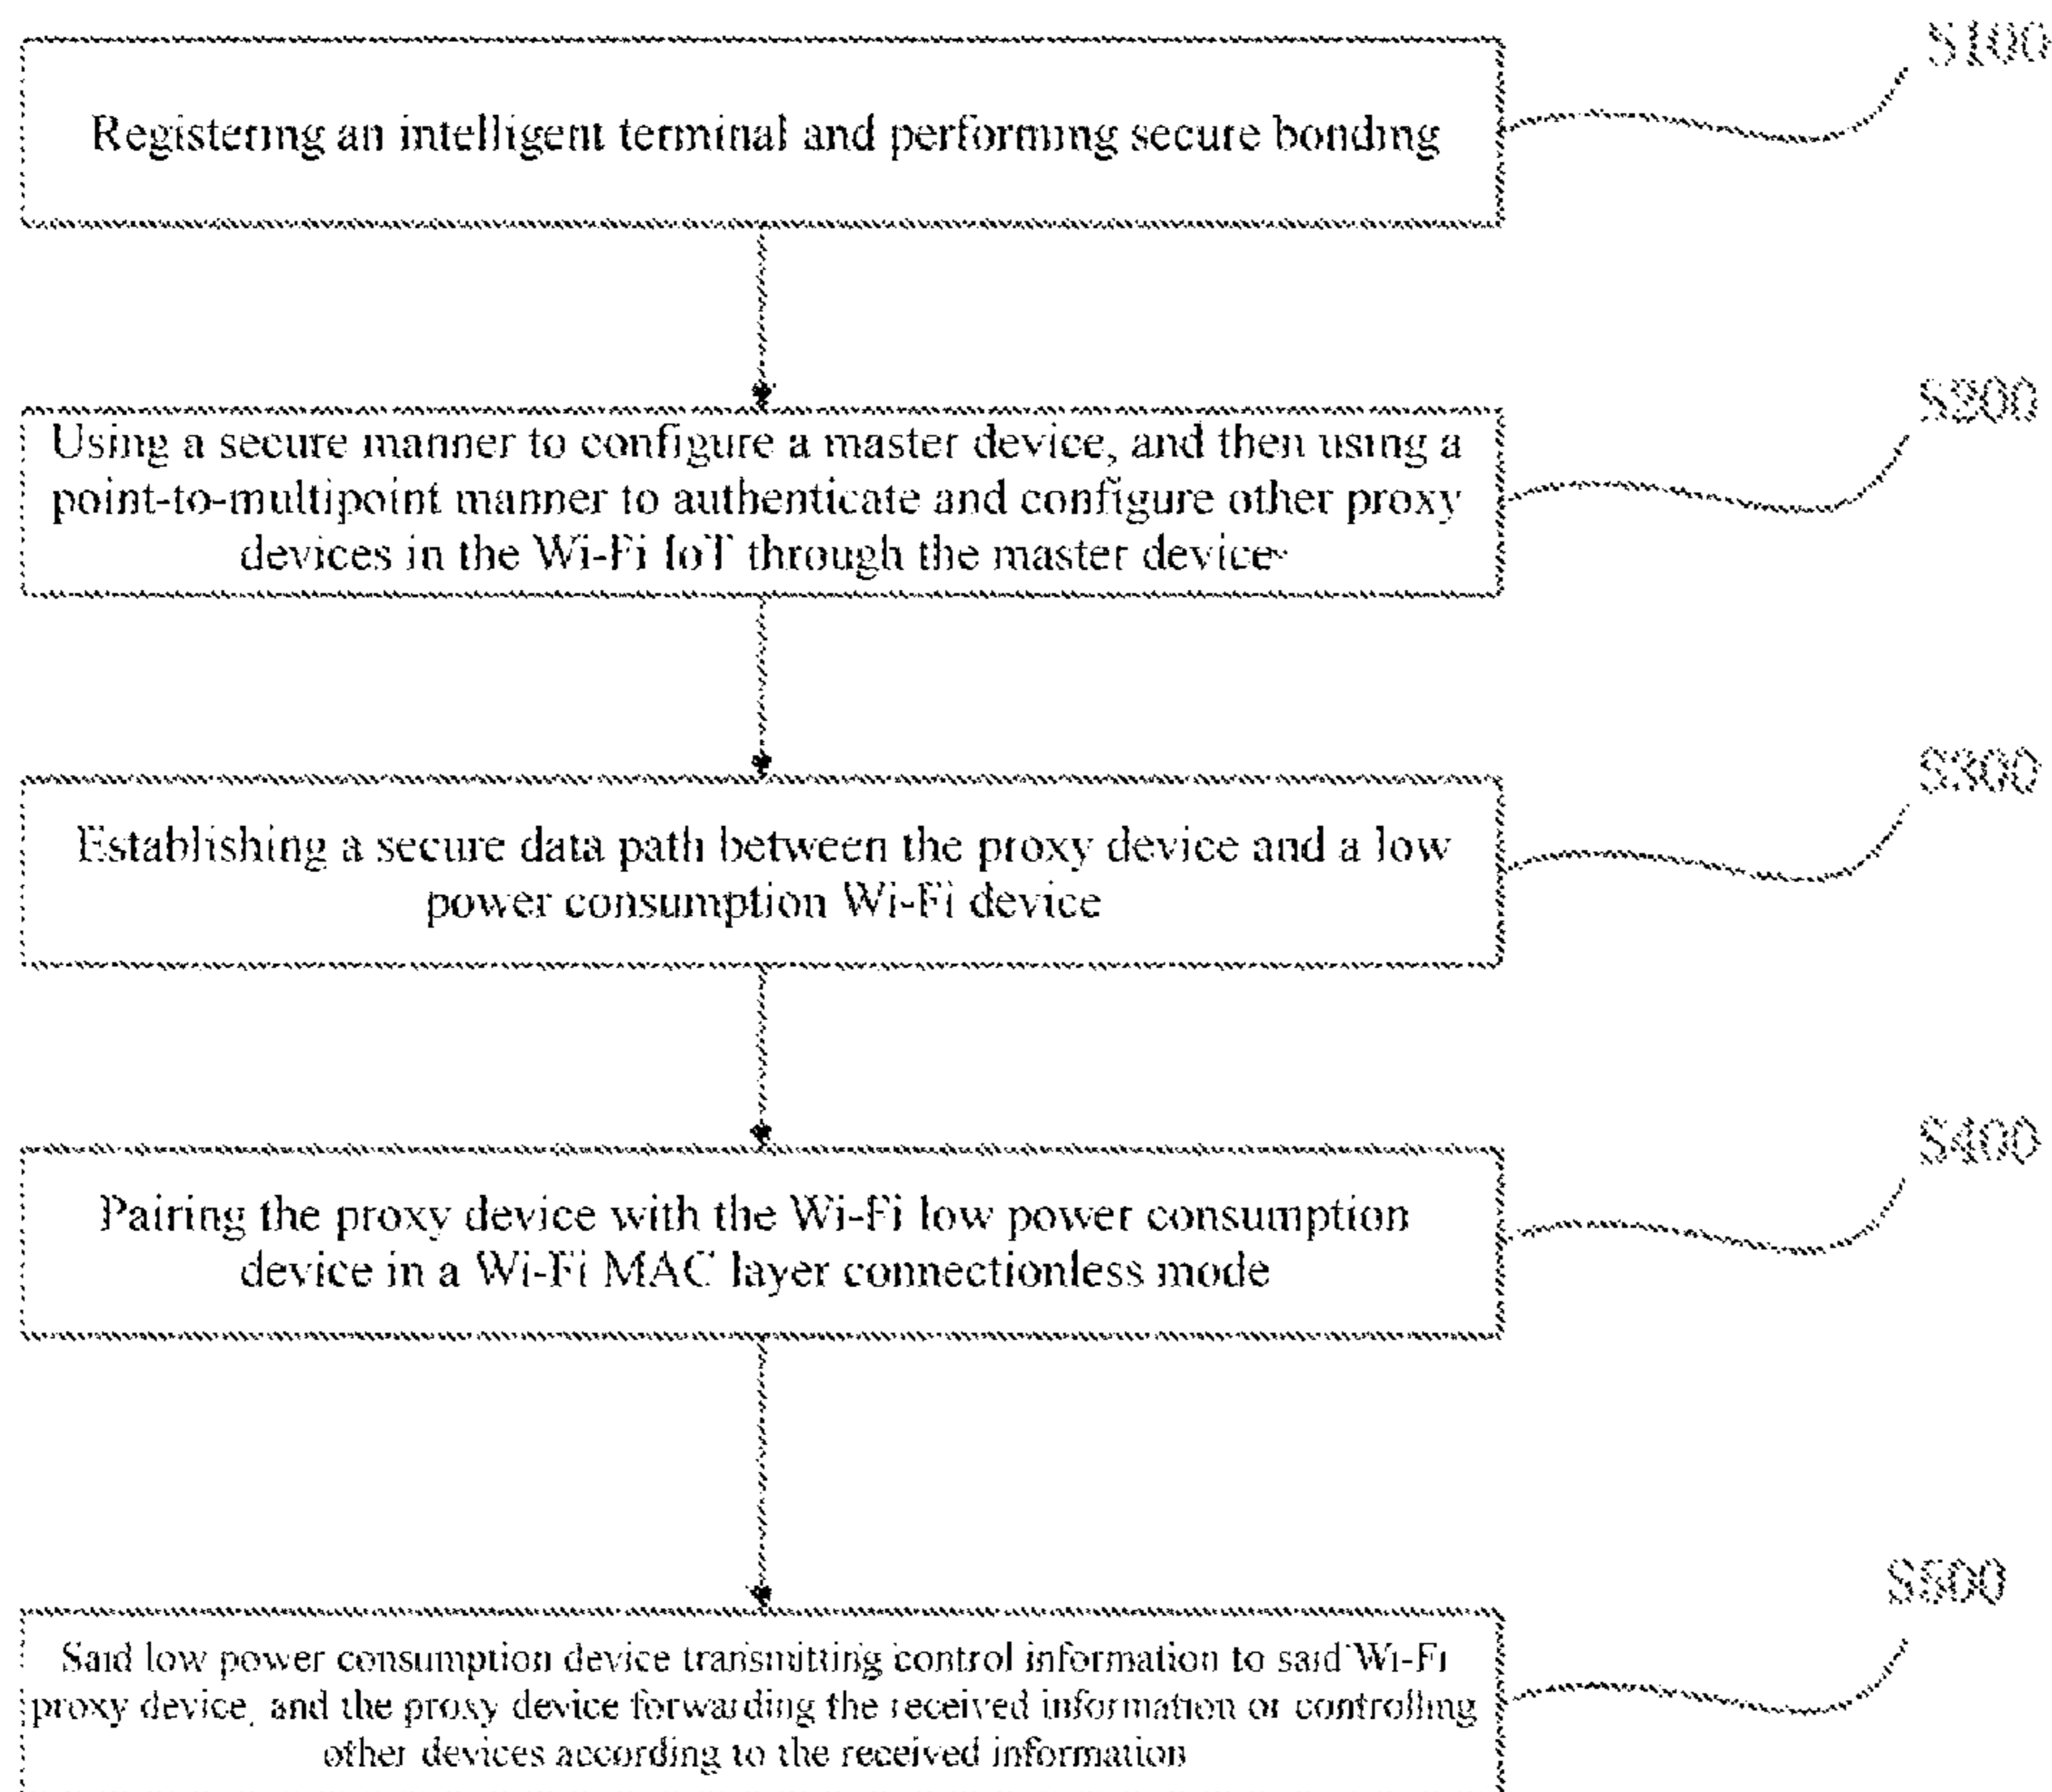 S100
Registering an intelligent terminal and performing secure bonding
S200
Using a secure manner to configure a master device, and then using a
point-to-multipoint manner to authenticate and configure other proxy
devices in the Wi-Fi IoT through the master device
S300
Establishing a secure data path between the proxy device and a low
power consumption Wi-Fi device
S400
Pairing the proxy device with the Wi-Fi low power consumption
device in a Wi-Fi MAC layer connectionless mode
S500
Said low power consumption device transmitting control information to said Wi-Fi
proxy device, and the proxy device forwarding the received information or controlling
other devices according to the received information